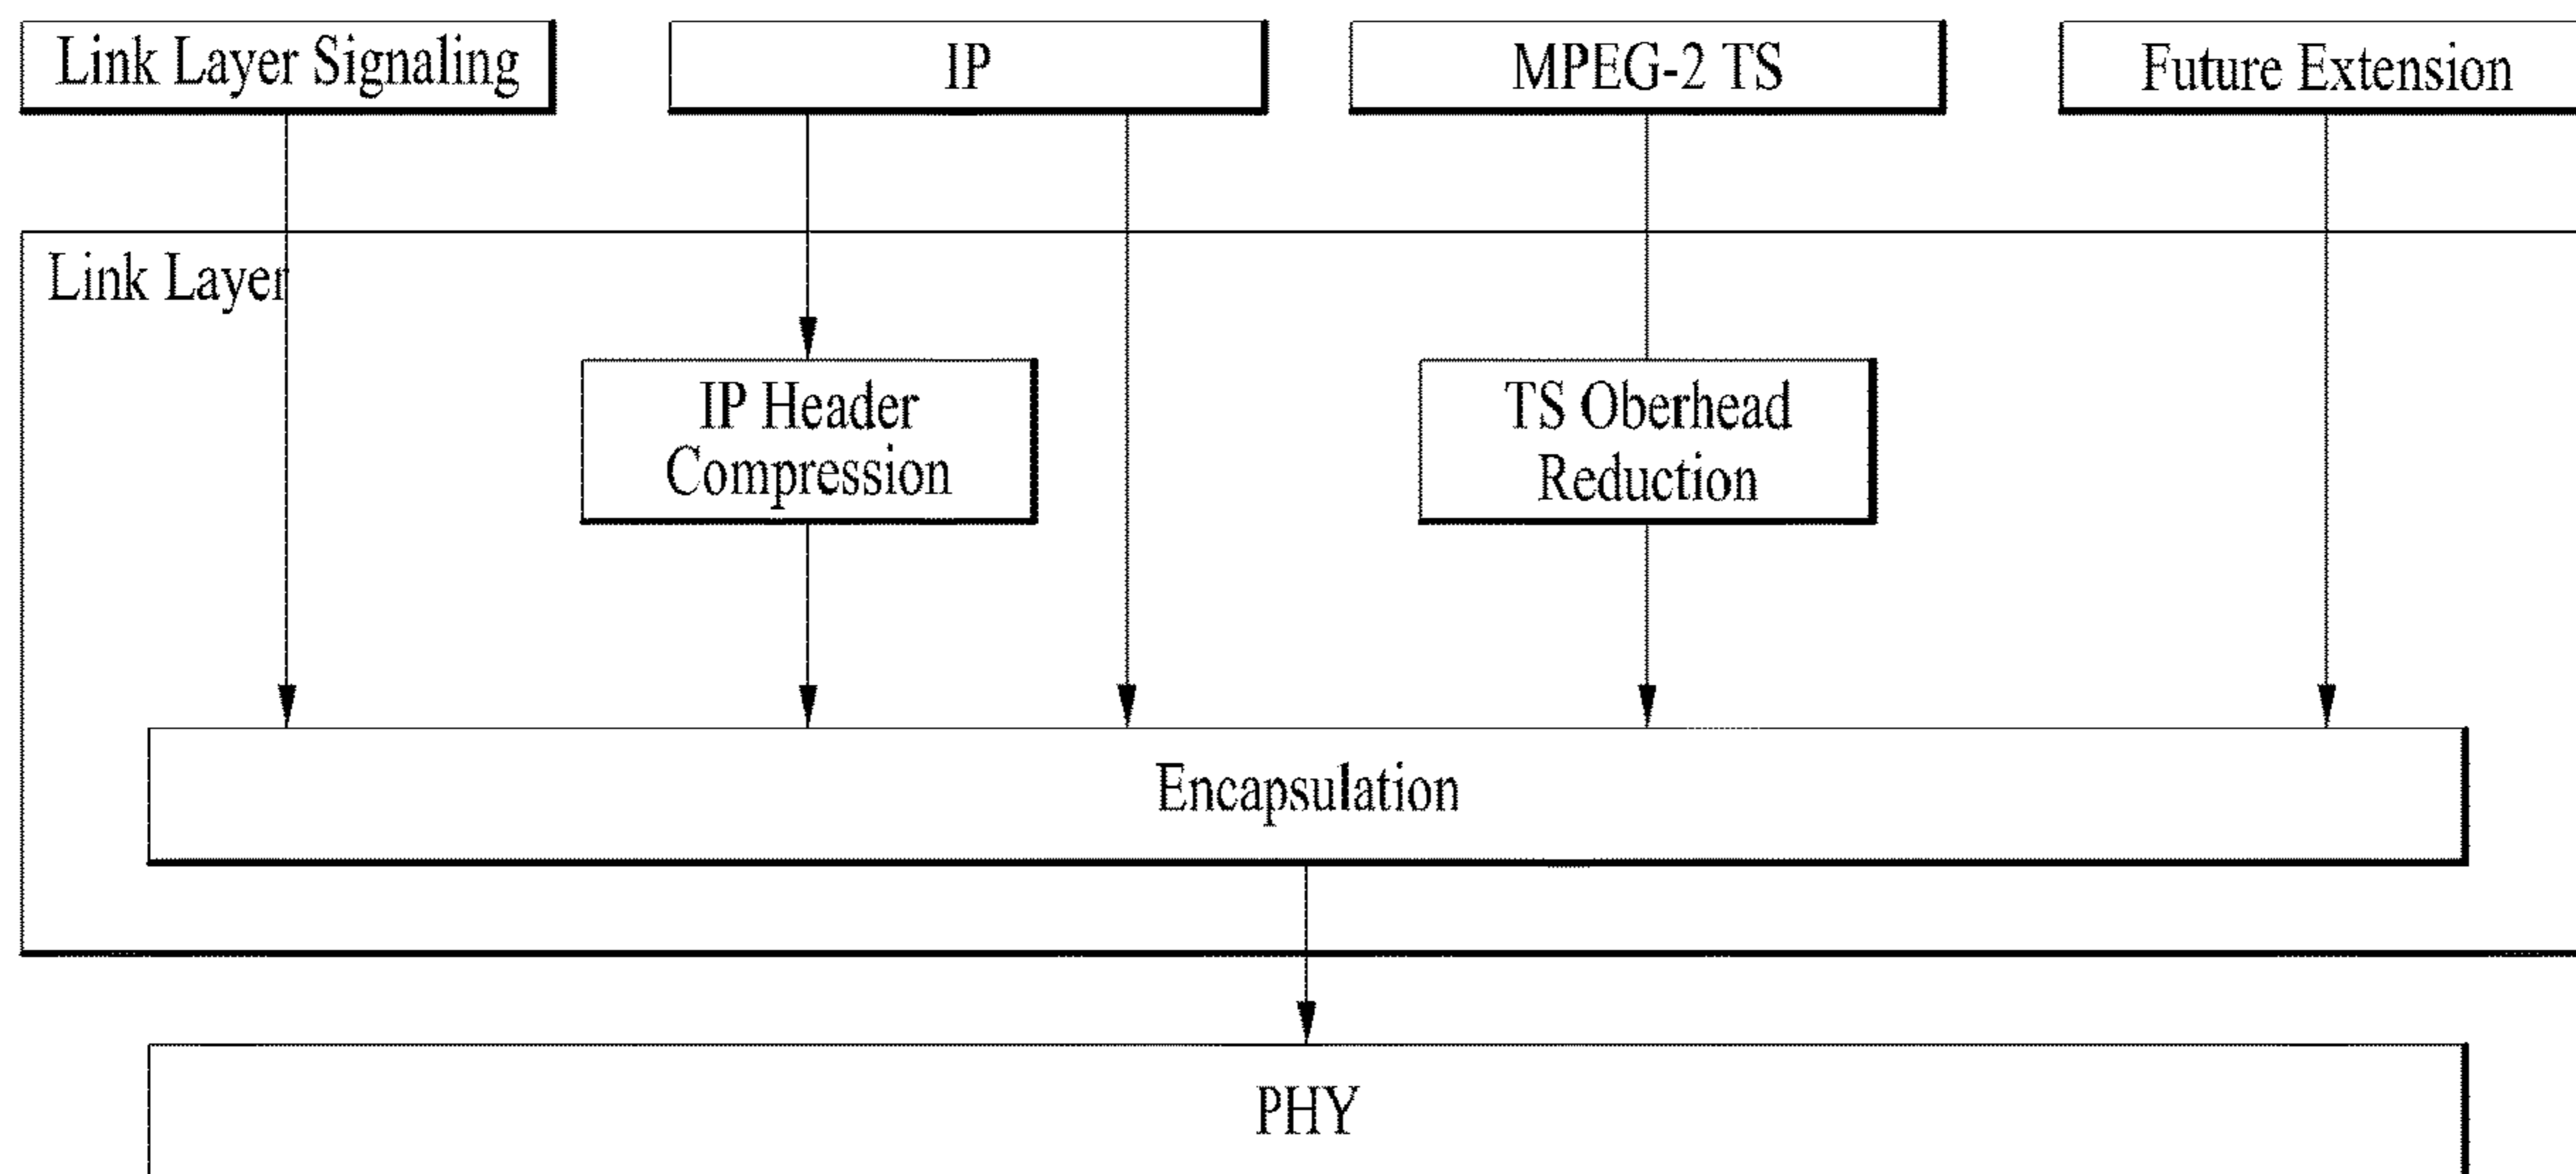 Link Layer Signaling
IP
MPEG-2 TS
Future Extension
Link Layer
IP Header
Compression
TS Oberhead
Reduction
Encapsulation
PHY